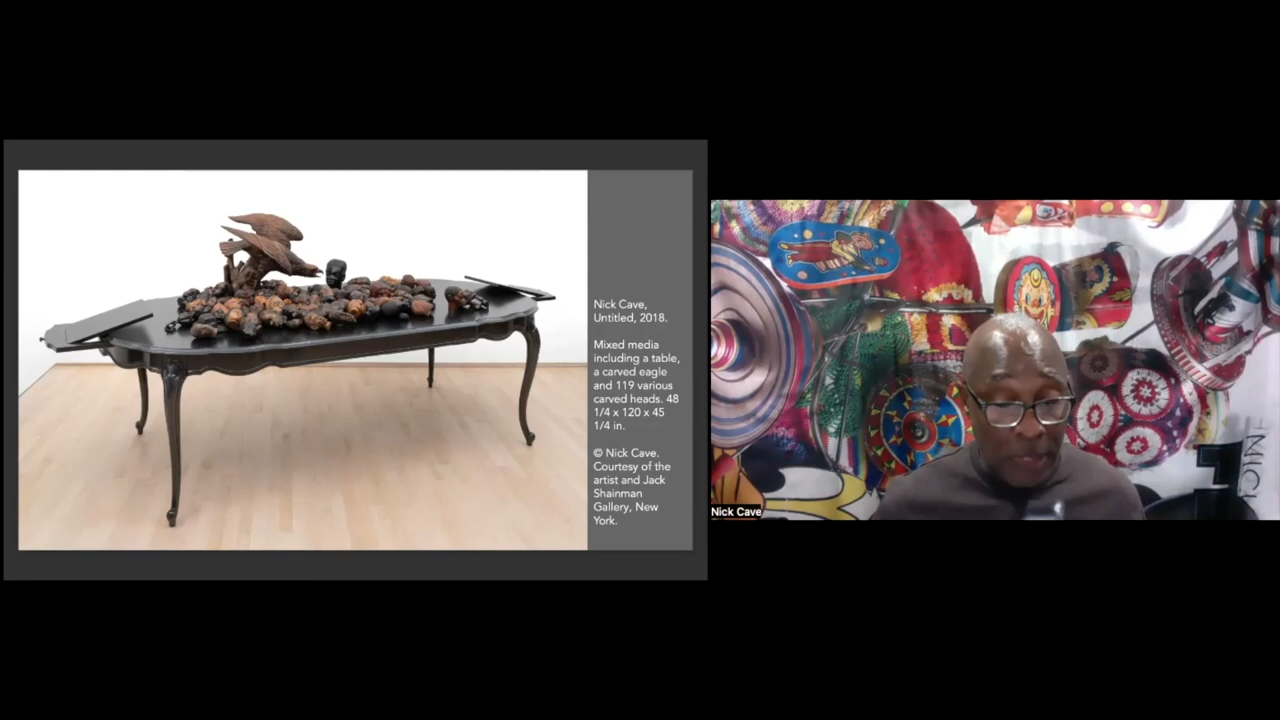 Nick Cave,
Untitled, 2018.
Mixed media
including a table,
a carved eagle
and 119 various
carved heads. 48
1/4 x 120 x 45
1/4 in.
© Nick Cave.
Courtesy of the
artist and Jack
Shainman
Gallery, New
York.
MICK
Nick Cave